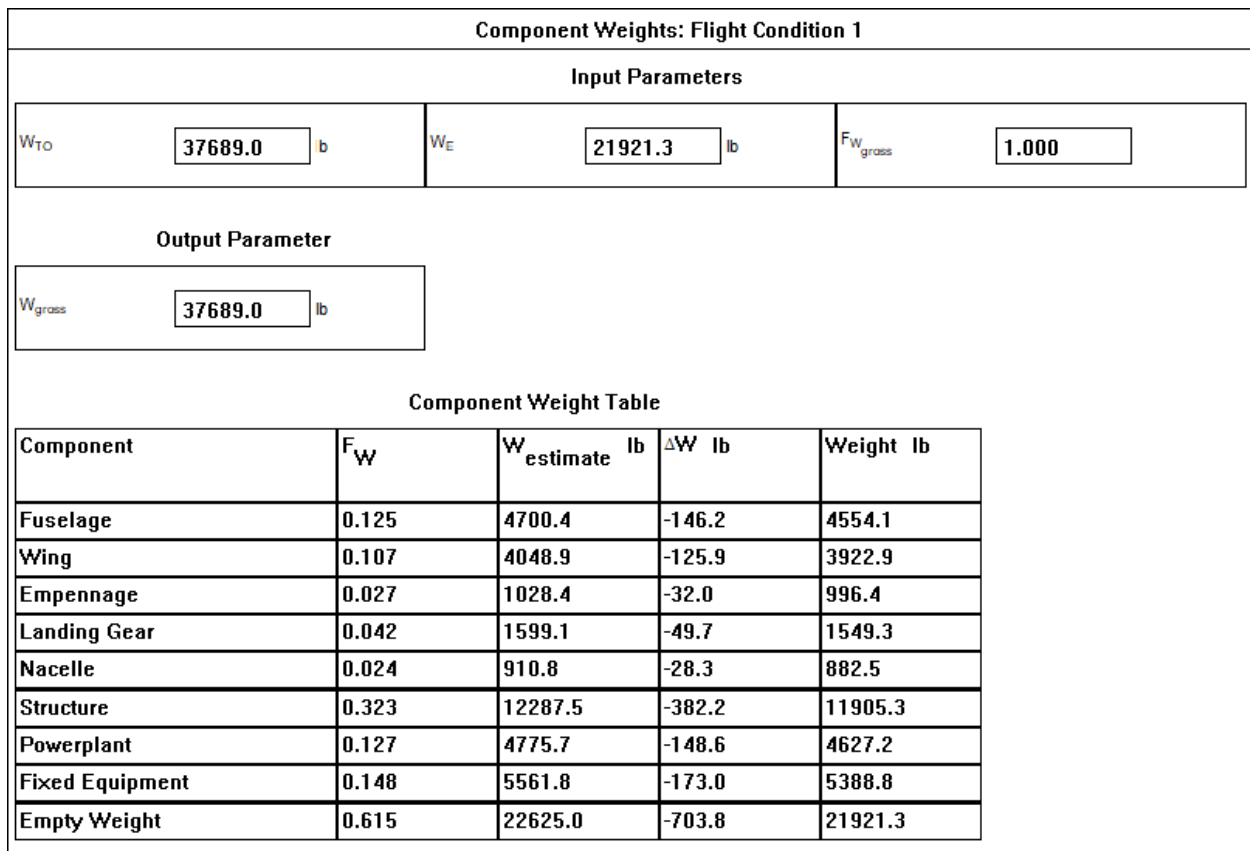 Component Weights: Flight Condition 1
Input Parameters
W_TO 37689.0 lb W_E 21921.3 lb F_W_gross 1.000
Output Parameter
W_gross 37689.0 lb
Component Weight Table
Component F_W W_estimate lb ΔW lb Weight lb
Fuselage 0.125 4700.4 -146.2 4554.1
Wing 0.107 4048.9 -125.9 3922.9
Empennage 0.027 1028.4 -32.0 996.4
Landing Gear 0.042 1599.1 -49.7 1549.3
Nacelle 0.024 910.8 -28.3 882.5
Structure 0.323 12287.5 -382.2 11905.3
Powerplant 0.127 4775.7 -148.6 4627.2
Fixed Equipment 0.148 5561.8 -173.0 5388.8
Empty Weight 0.615 22625.0 -703.8 21921.3